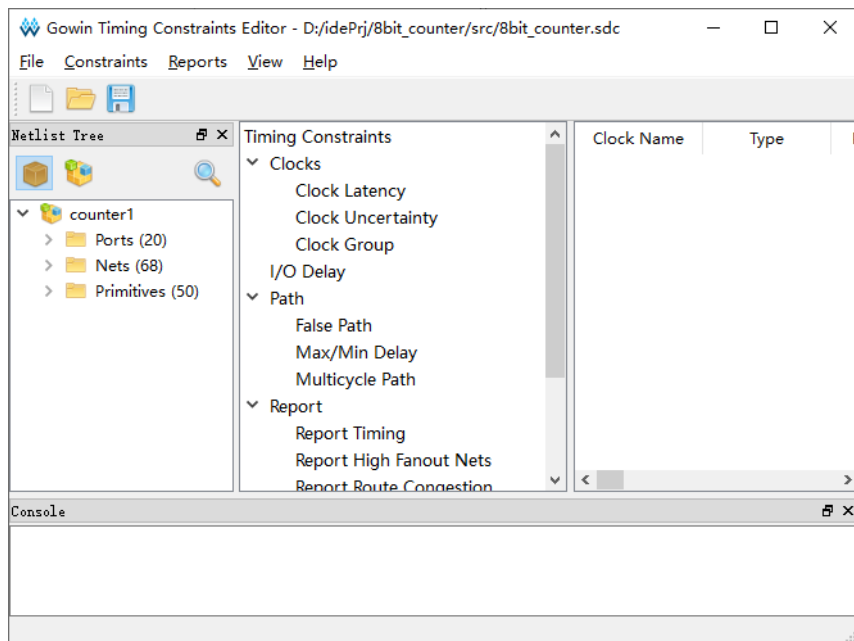 Gowin Timing Constraints Editor - D:/idePrj/8bit_counter/src/8bit_counter.sdc
File Constraints Reports View Help
Netlist Tree
counter1
Ports (20)
Nets (68)
Primitives (50)
Timing Constraints
Clocks
Clock Latency
Clock Uncertainty
Clock Group
I/O Delay
Path
False Path
Max/Min Delay
Multicycle Path
Report
Report Timing
Report High Fanout Nets
Report Route Congestion
Clock Name Type
Console